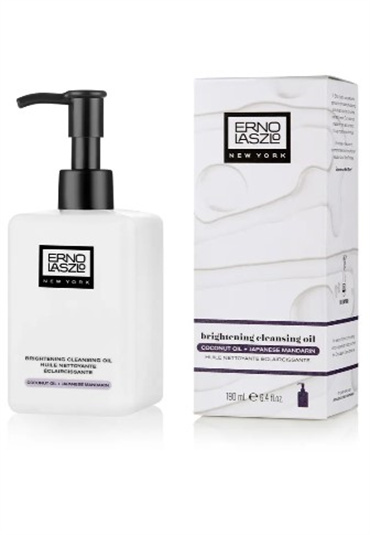 ERNO
LASZLO
NEW YORK
BRIGHTENING CLEANSING OIL
HUILE NETTOYANTE
ÉCLAIRCISSANTE
COCONUT OIL + JAPANESE MANDARIN
ERNO
LASZLO
NEW YORK
brightening cleansing oil
COCONUT OIL + JAPANESE MANDARIN
HUILE NETTOYANTE ÉCLAIRCISSANTE
190 mL ℮ 6.4 fl.oz